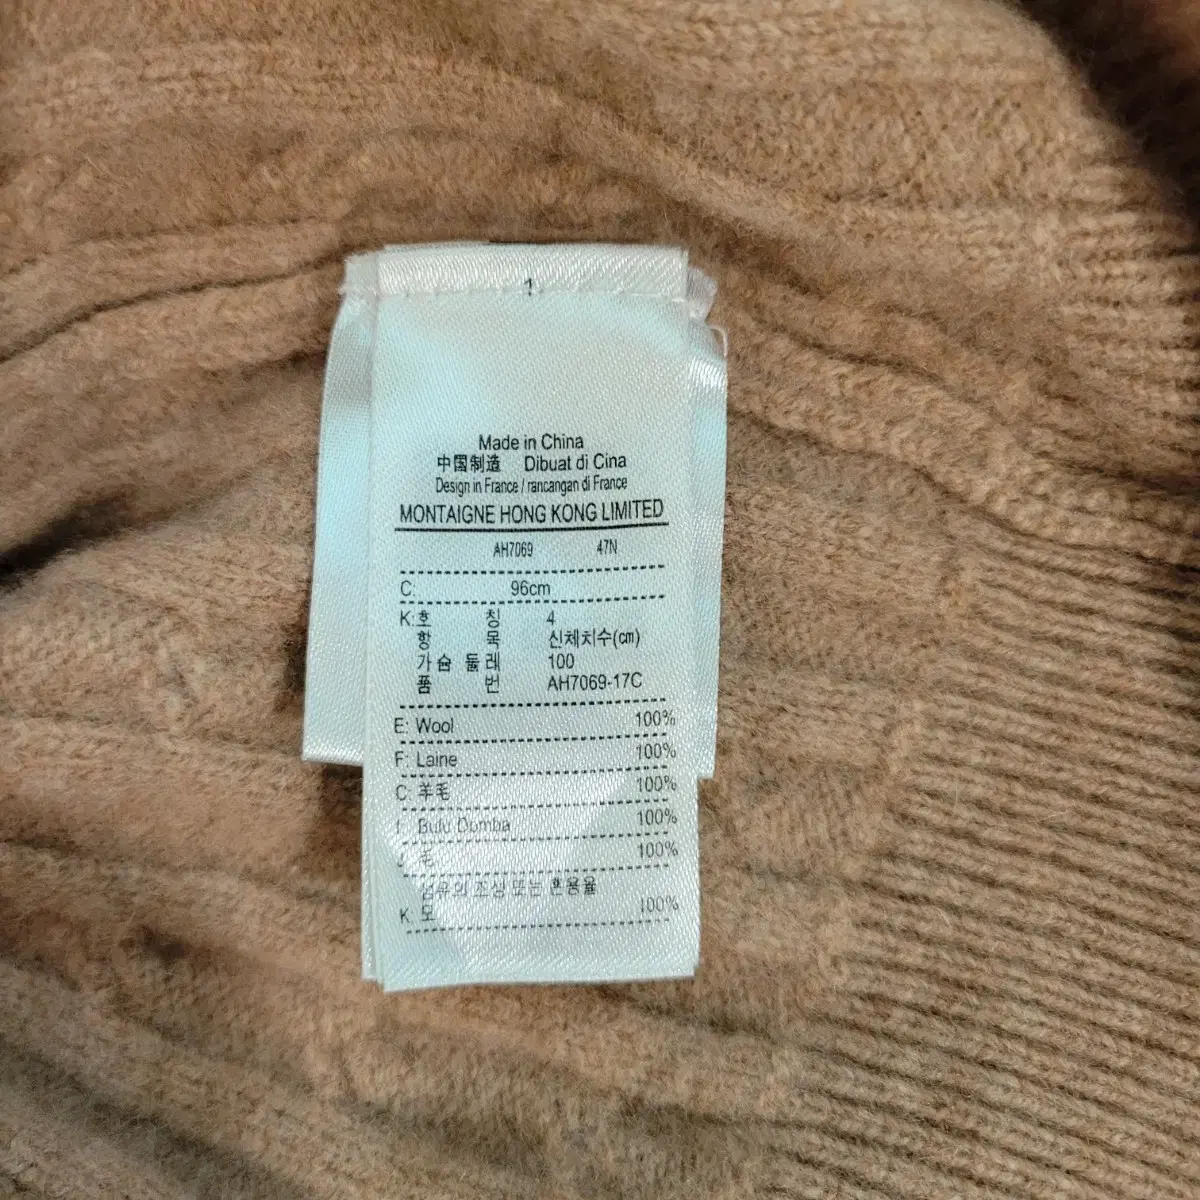 1
Made in China
中国制造 Dibuat di Cina
Design in France / rancangan di France
MONTAIGNE HONG KONG LIMITED
AH7069 47N
C: 96cm
K:호 칭 4
항 목 신체치수(cm)
가슴 둘레 100
품 번 AH7069-17C
E: Wool 100%
F: Laine 100%
C: 羊毛 100%
I: Bulu Domba 100%
毛 100%
섬유의 조성 또는 혼용율
K: 모 100%